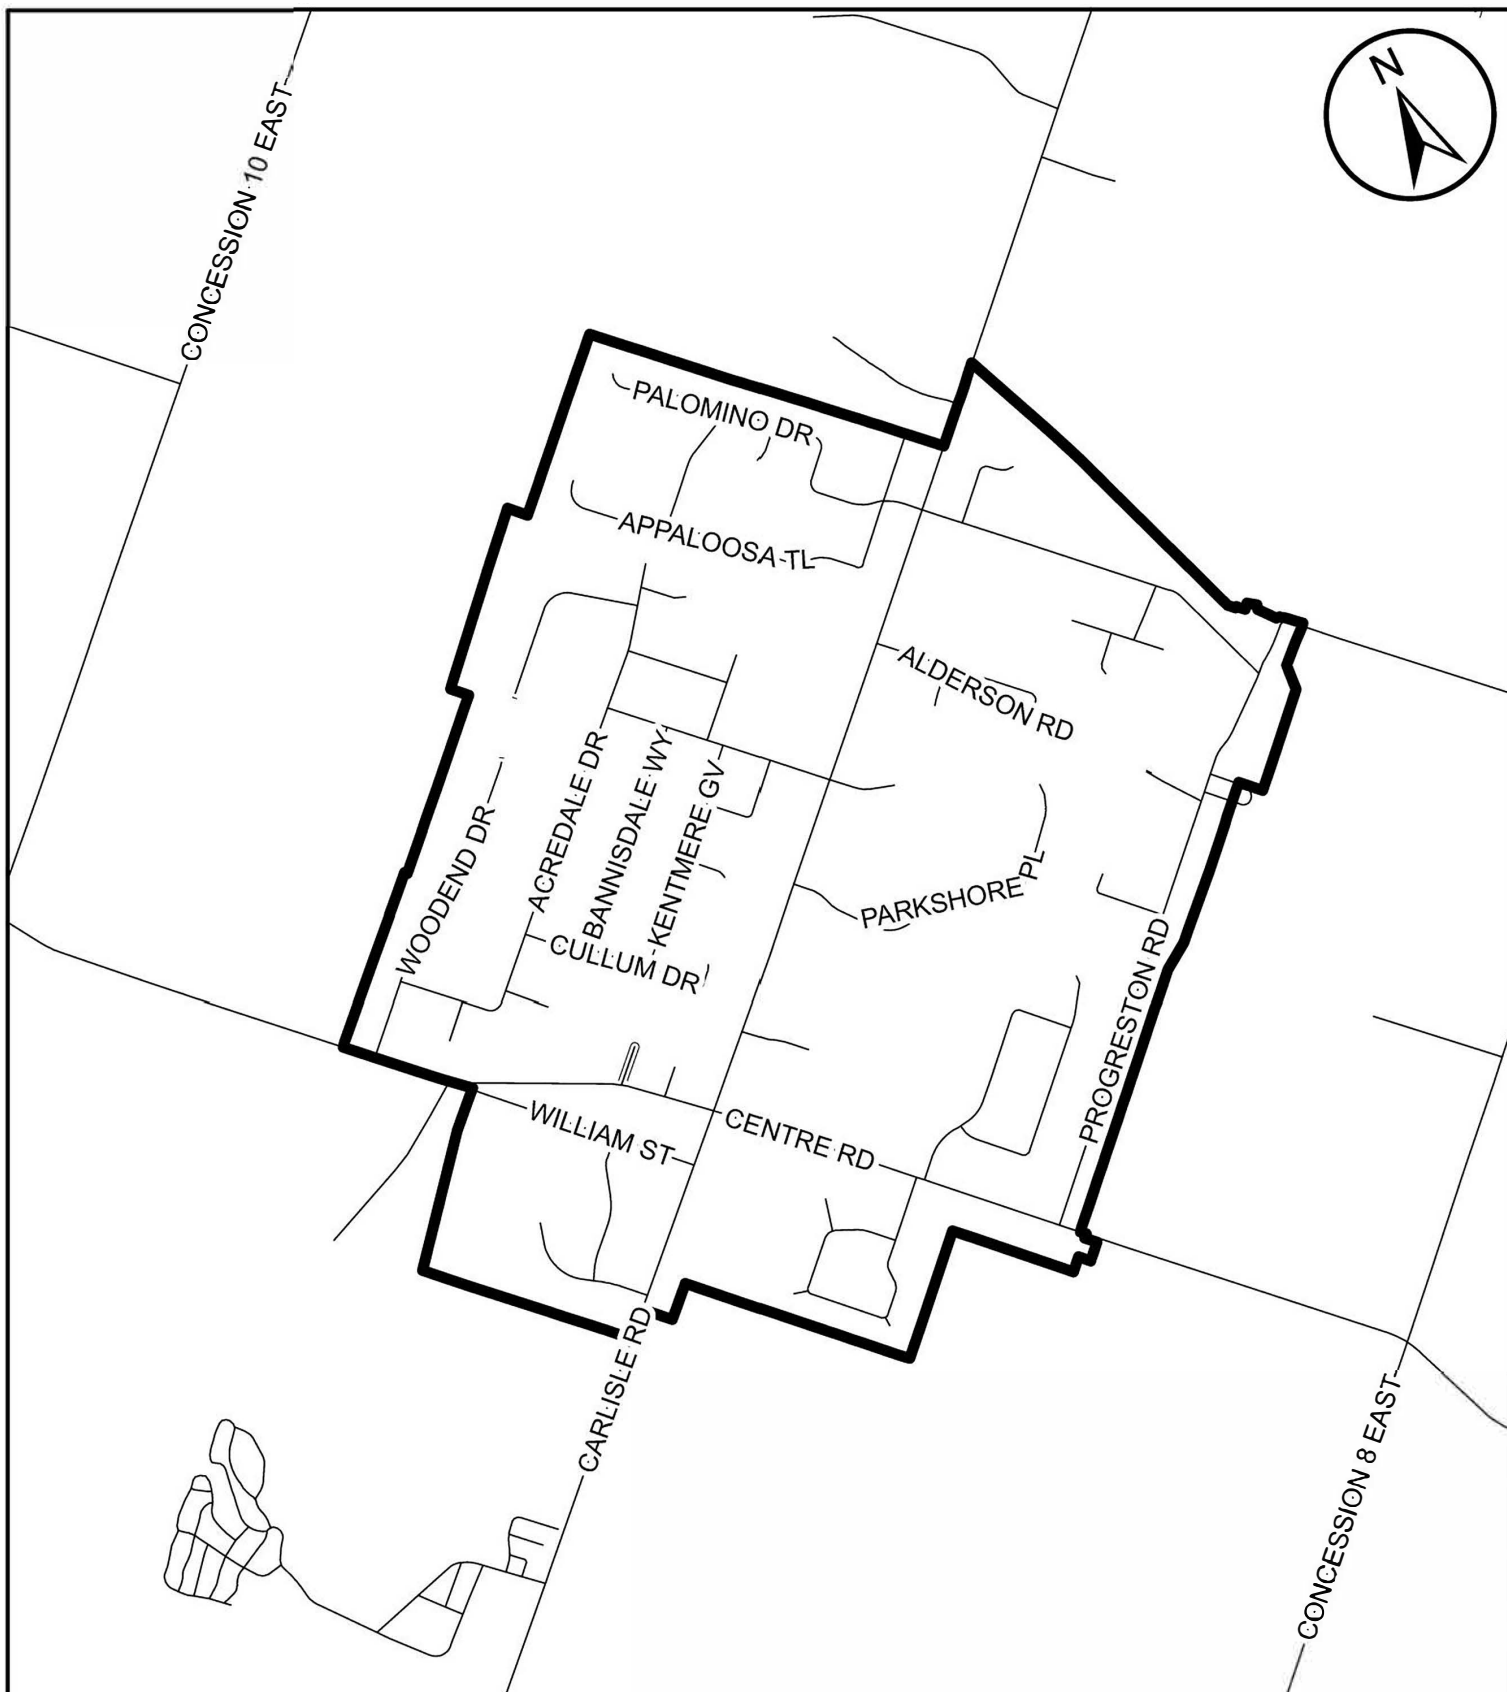 N
CONCESSION 10 EAST
PALOMINO DR
APPALOOSA TL
ALDERSON RD
ACREDALE DR
BANNISDALE WY
KENTMERE GV
WOODEND DR
PARKSHORE PL
CULLUM DR
PROGRESTON RD
WILLIAM ST
CENTRE RD
CARLISLE RD
CONCESSION 8 EAST